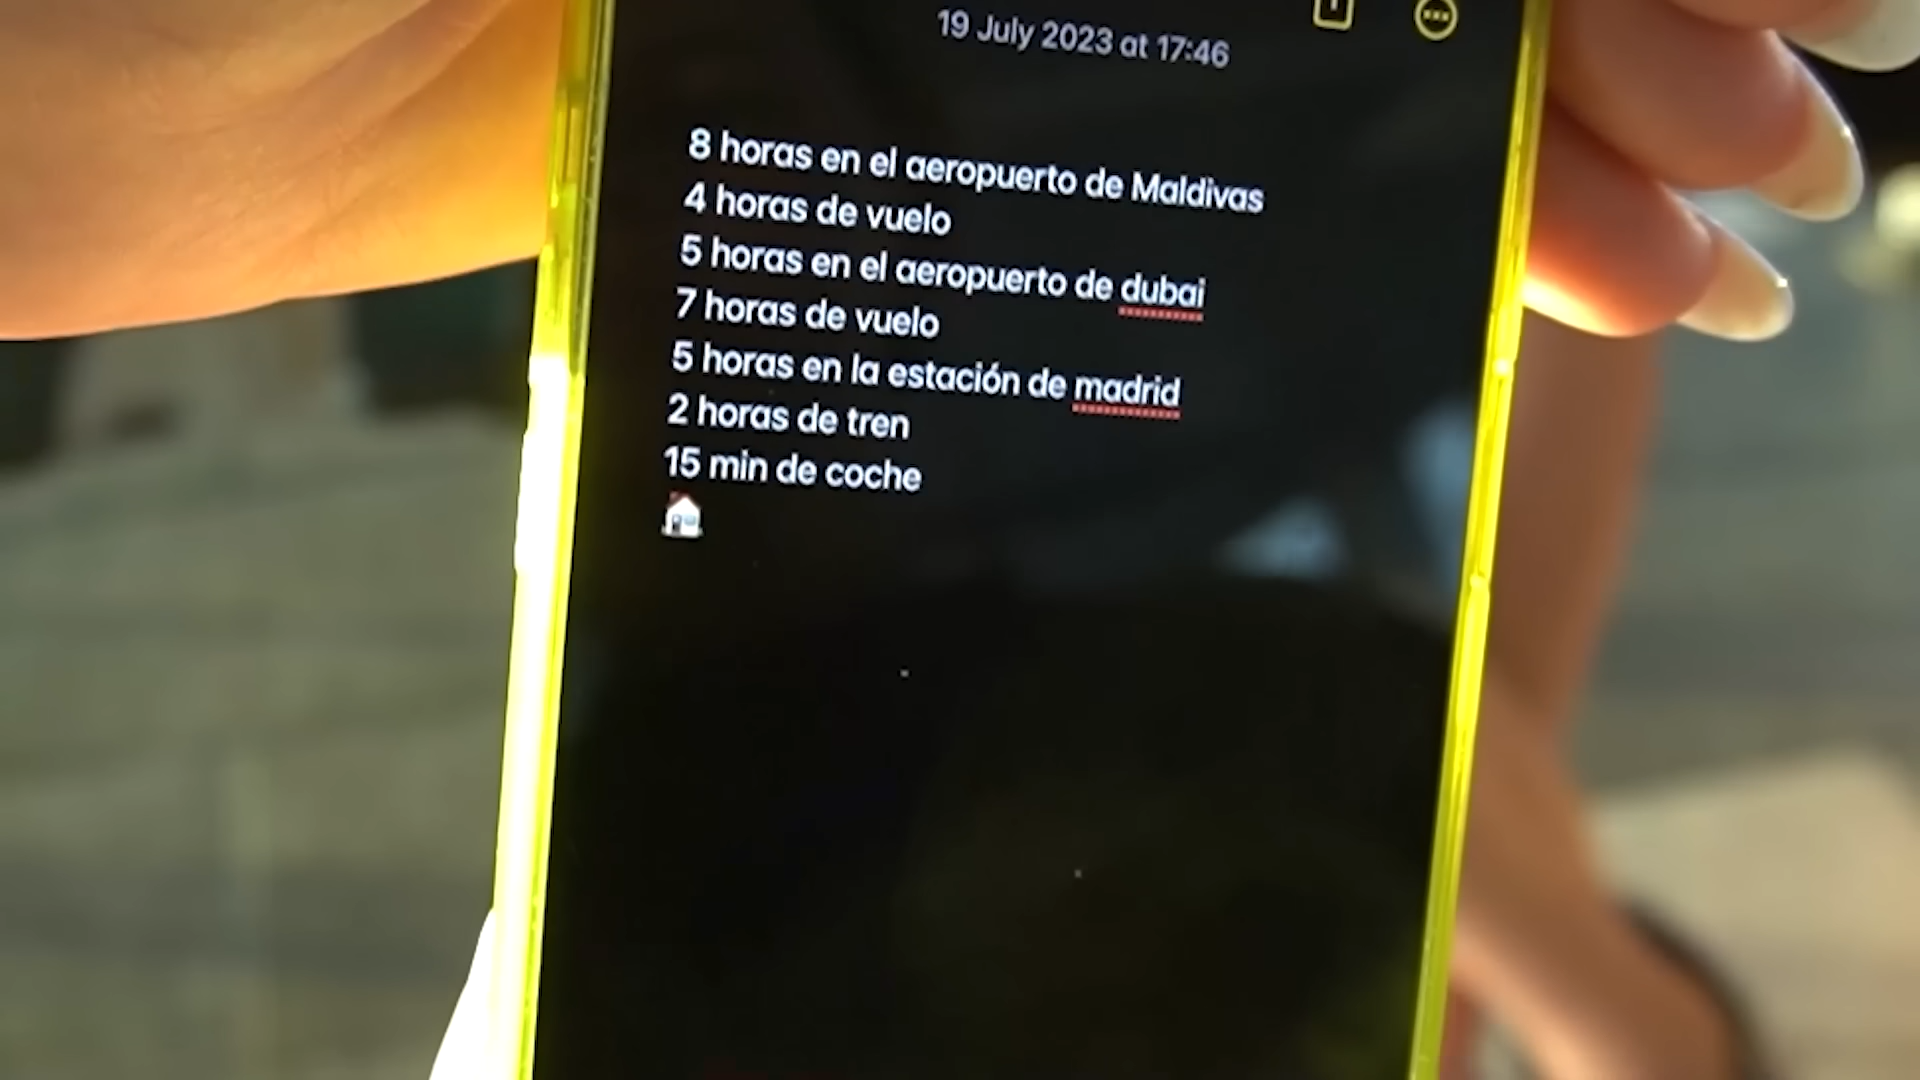 19 July 2023 at 17:46
8 horas en el aeropuerto de Maldivas
4 horas de vuelo
5 horas en el aeropuerto de dubai
7 horas de vuelo
5 horas en la estación de madrid
2 horas de tren
15 min de coche